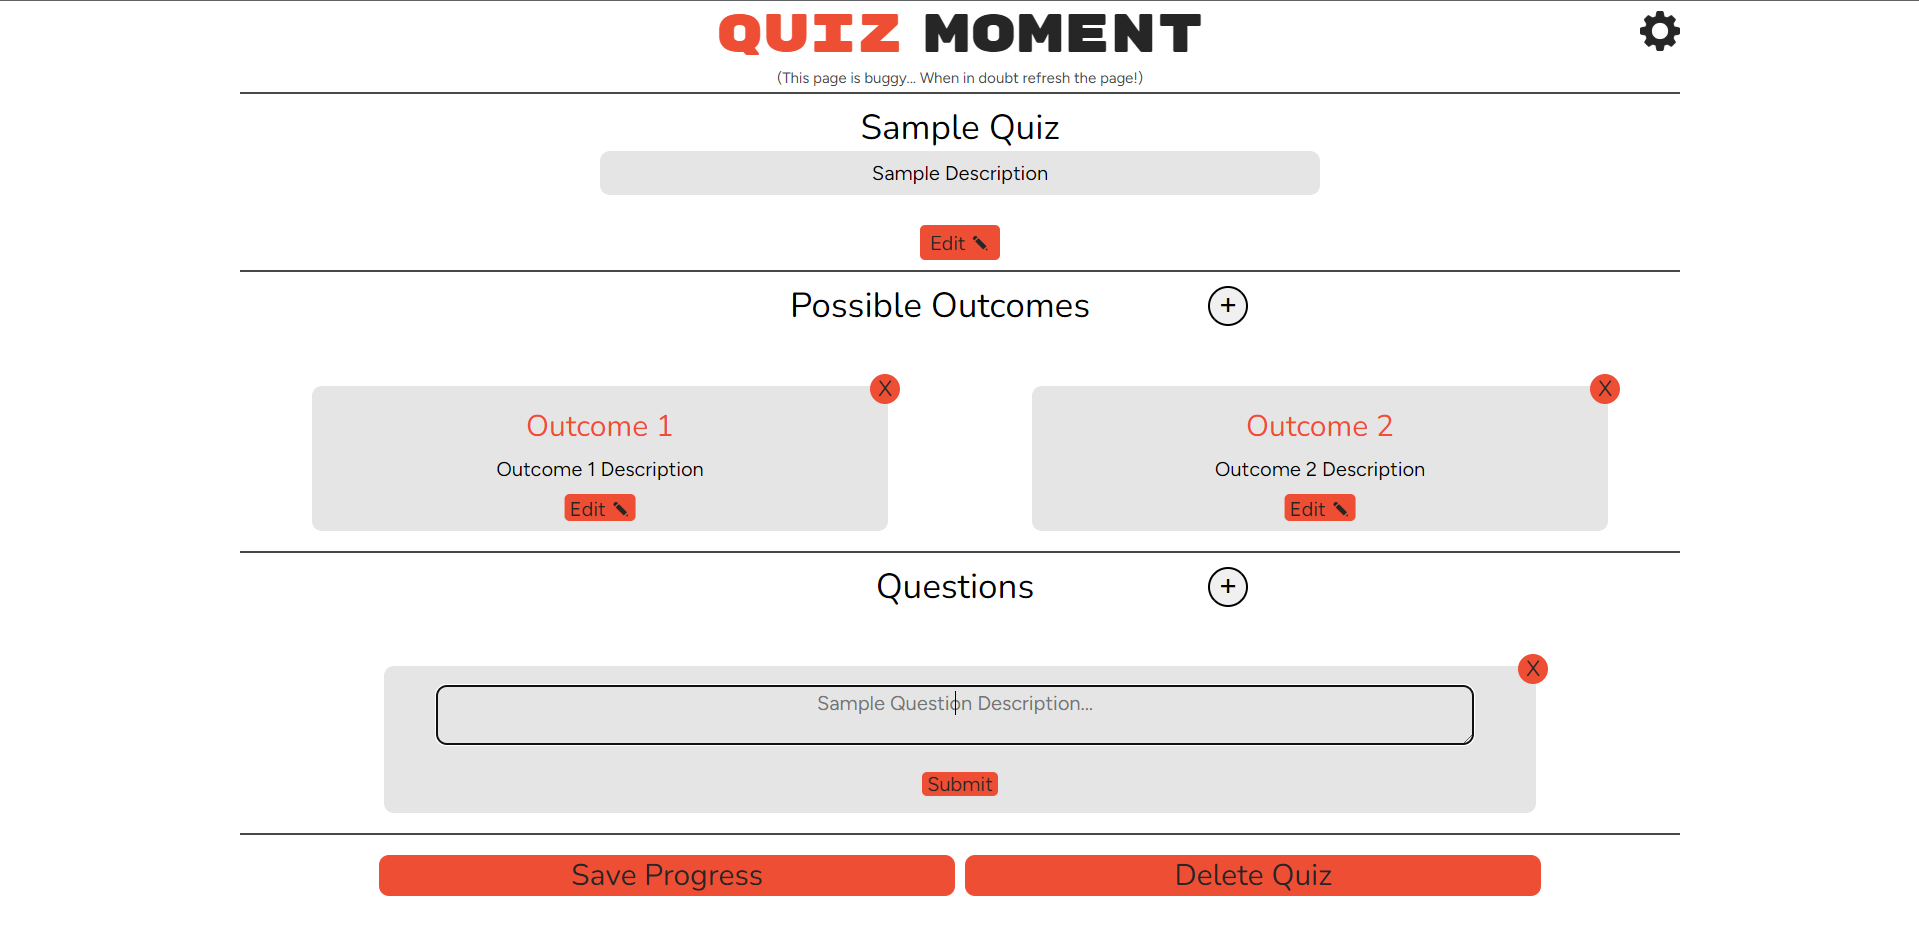 QUIZ MOMENT
(This page is buggy... When in doubt refresh the page!)
Sample Quiz
Sample Description
Edit
Possible Outcomes +
X
X
Outcome 1
Outcome 2
Outcome 1 Description
Outcome 2 Description
Edit
Edit
Questions +
X
Sample Question Description...
Submit
Save Progress
Delete Quiz